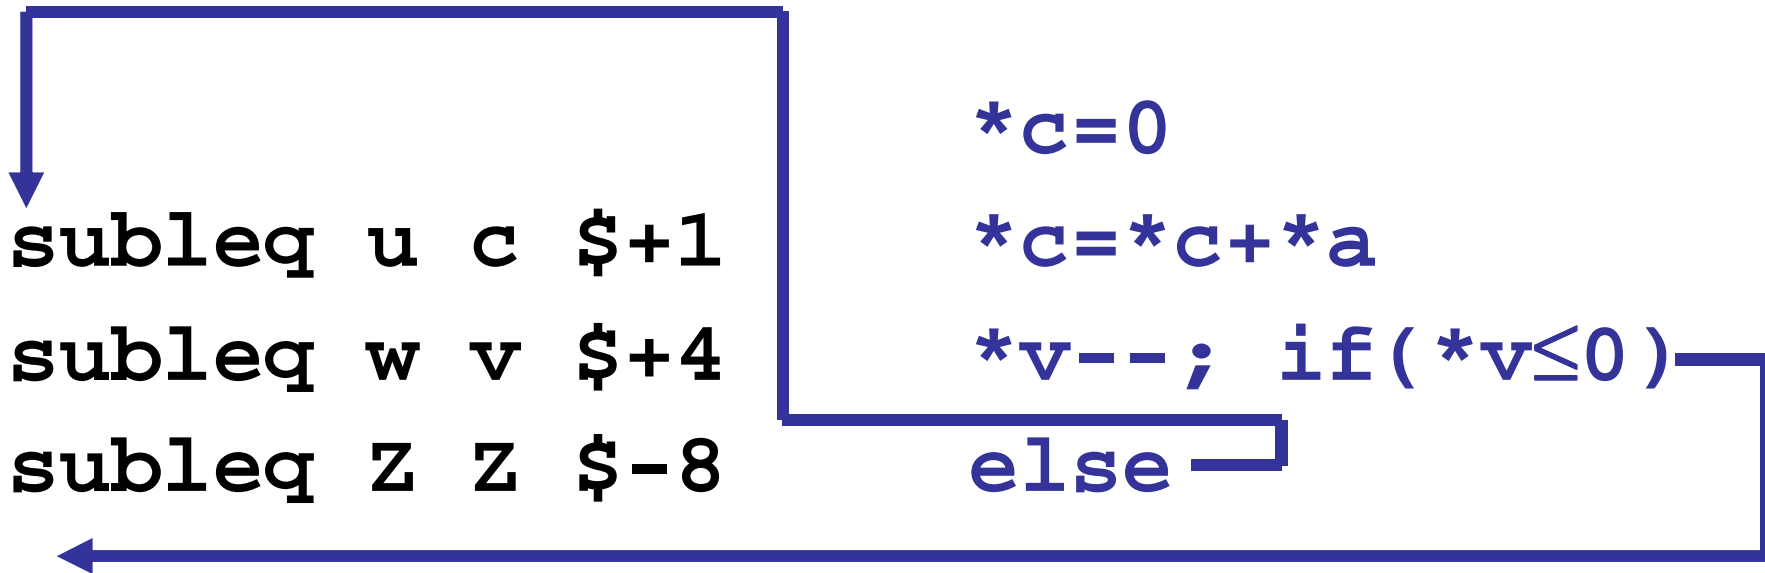 *c=0
subleq u c $+1 *c=*c+*a
subleq w v $+4 *v--; if(*v≤0)
subleq Z Z $-8 else